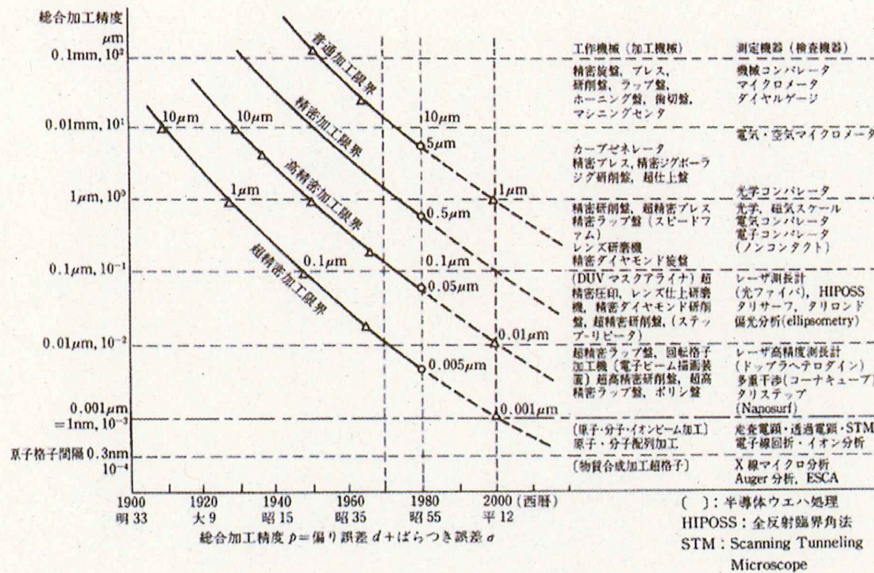 総合加工精度
μm
0.1mm, 10²
0.01mm, 10¹
1μm, 10⁰
0.1μm, 10⁻¹
0.01μm, 10⁻²
0.001μm
=1nm, 10⁻³
原子格子間隔 0.3nm
10⁻⁴
普通加工限界
精密加工限界
高精密加工限界
超精密加工限界
10μm
10μm
10μm
5μm
1μm
1μm
0.5μm
0.1μm
0.1μm
0.05μm
0.01μm
0.005μm
0.001μm
1900 1920 1940 1960 1980 2000 (西暦)
明33 大9 昭15 昭35 昭55 平12
総合加工精度 p=偏り誤差 d+ばらつき誤差 σ
工作機械 (加工機械)
精密旋盤, プレス,
研削盤, ラップ盤,
ホーニング盤, 歯切盤,
マシニングセンタ
カーブゼネレータ
精密プレス, 精密ジグボーラ
ジグ研削盤, 超仕上盤
精密研削盤, 超精密プレス
精密ラップ盤 (スピードフ
ァム)
レンズ研磨機
精密ダイヤモンド旋盤
(DUV マスクアライナ) 超
精密圧印, レンズ仕上研磨
機, 精密ダイヤモンド研削
盤, 超精密研削盤, (ステッ
プ-リピータ)
超精密ラップ盤, 回転格子
加工機〔電子ビーム描画装
置〕超高精密研削盤, 超高
精密ラップ盤, ポリシ盤
〔原子・分子・イオンビーム加工〕
原子・分子配列加工
〔物質合成加工超格子〕
測定機器 (検査機器)
機械コンパレータ
マイクロメータ
ダイヤルゲージ
電気・空気マイクロメータ
光学コンパレータ
光学, 磁気スケール
電気コンパレータ
電子コンパレータ
(ノンコンタクト)
レーザ測長計
(光ファイバ), HIPOSS
タリサーフ, タリロンド
偏光分析(ellipsometry)
レーザ高精度測長計
(ドップラヘテロダイン)
多重干渉(コーナキューブ)
タリステップ
(Nanosurf)
走査電顕・透過電顕・STM
電子線回折・イオン分析
X線マイクロ分析
Auger分析, ESCA
〔 〕: 半導体ウエハ処理
HIPOSS : 全反射臨界角法
STM : Scanning Tunneling
Microscope